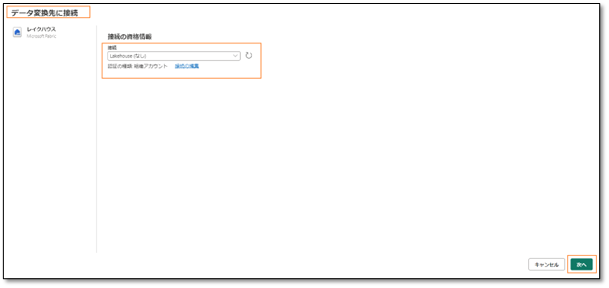 データ変換先に接続
レイクハウス
Microsoft Fabric
接続の資格情報
接続
Lakehouse (なし)
認証の種類 組織アカウント 接続の編集
キャンセル
次へ